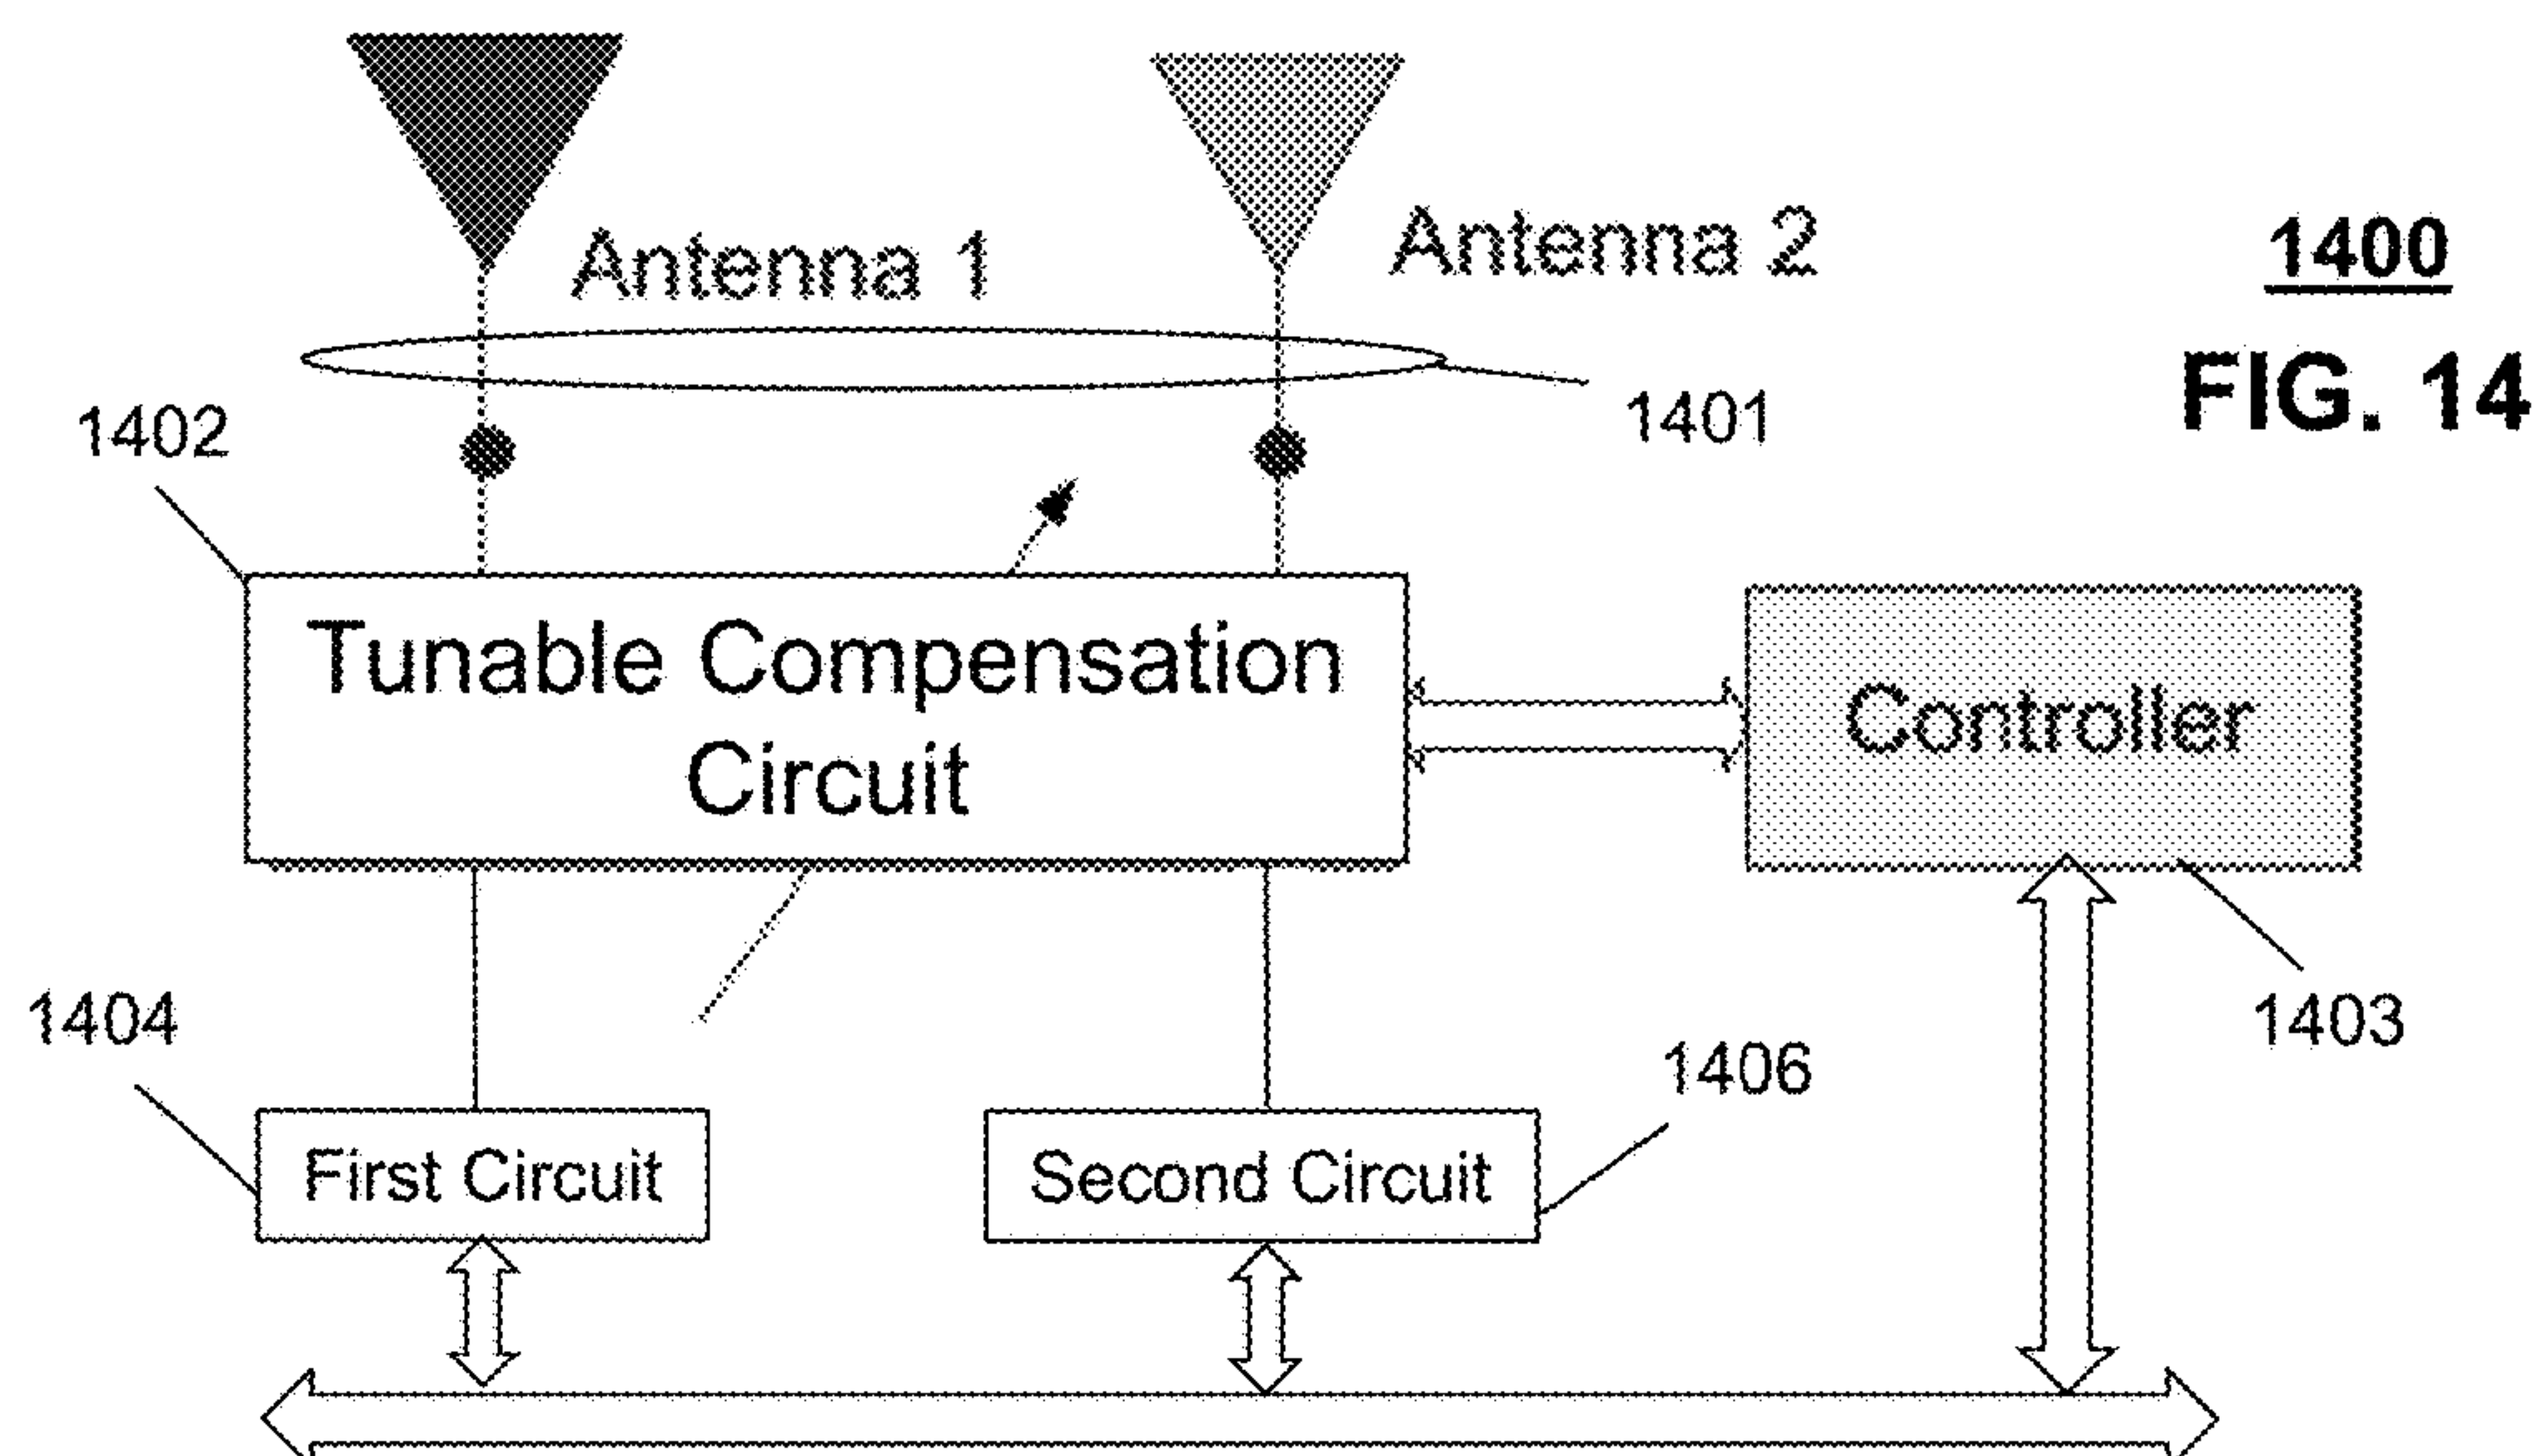 Antenna 1
Antenna 2
1400
FIG. 14
1401
1402
Tunable Compensation
Circuit
Controller
1403
1404
1406
First Circuit
Second Circuit